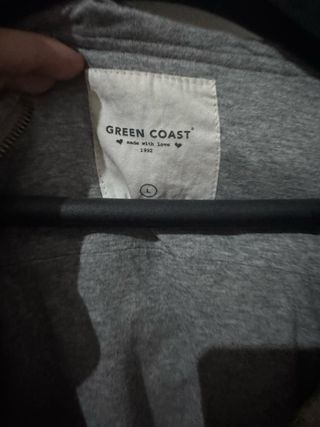 GREEN COAST®
made with love
1992
L